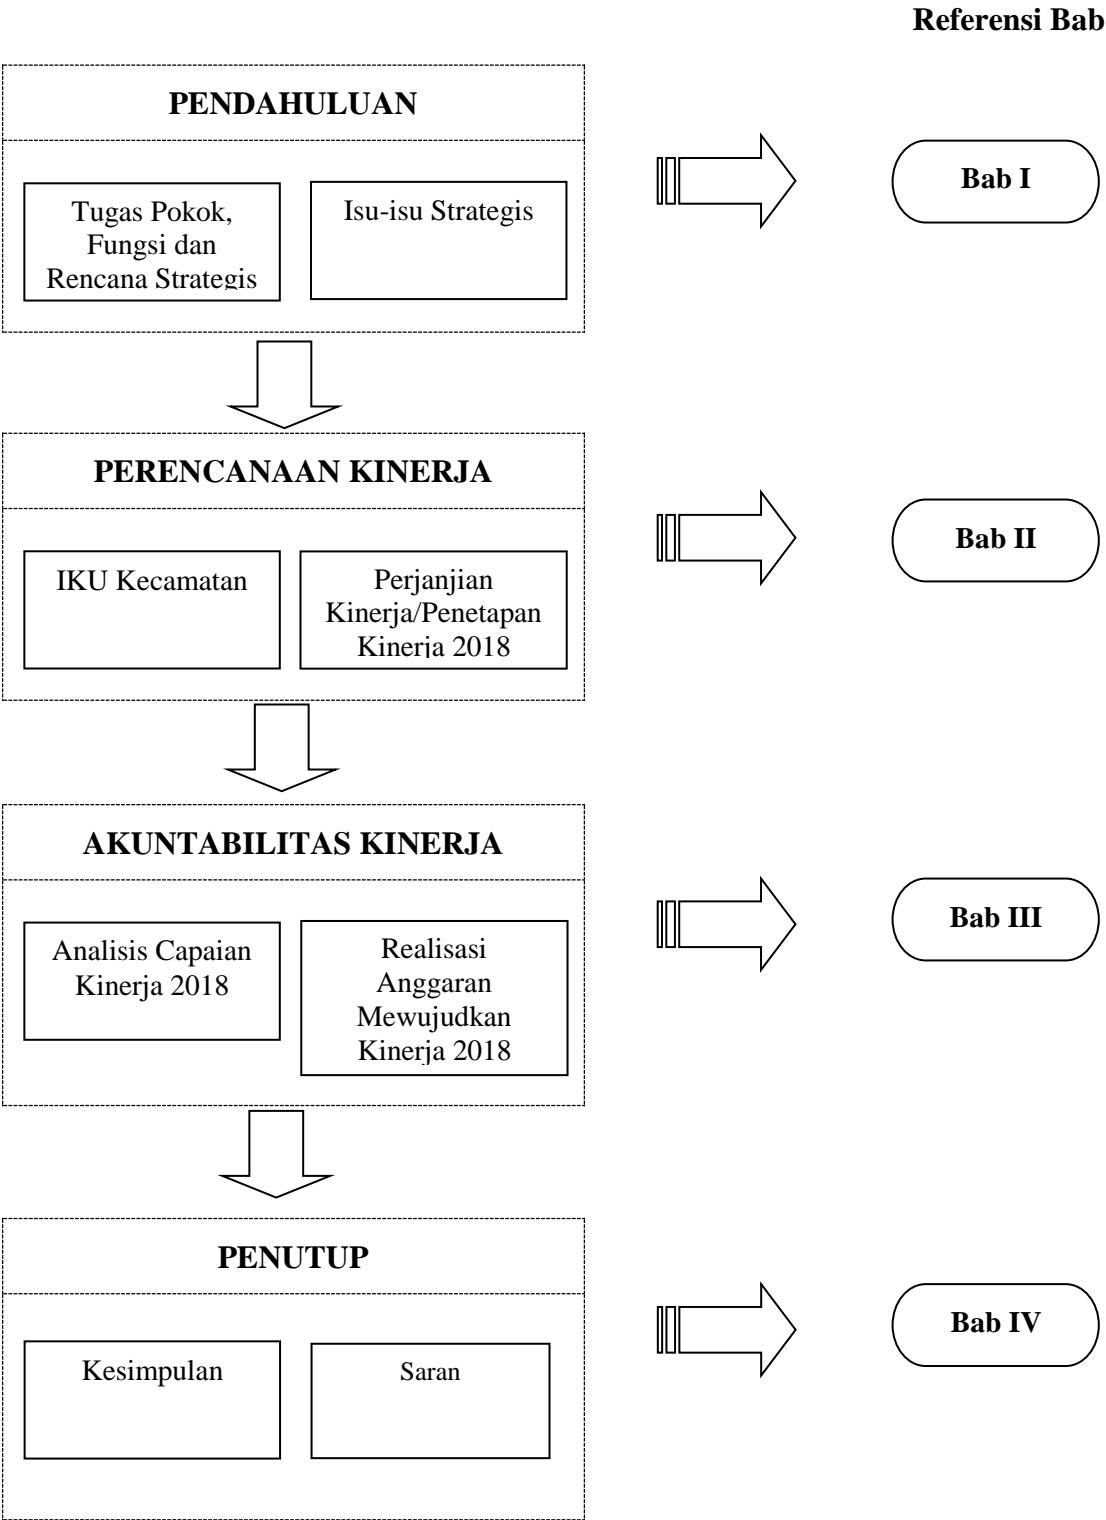 Referensi Bab
PENDAHULUAN
Tugas Pokok,
Fungsi dan
Rencana Strategis
Isu-isu Strategis
Bab I
PERENCANAAN KINERJA
IKU Kecamatan
Perjanjian
Kinerja/Penetapan
Kinerja 2018
Bab II
AKUNTABILITAS KINERJA
Analisis Capaian
Kinerja 2018
Realisasi
Anggaran
Mewujudkan
Kinerja 2018
Bab III
PENUTUP
Kesimpulan
Saran
Bab IV